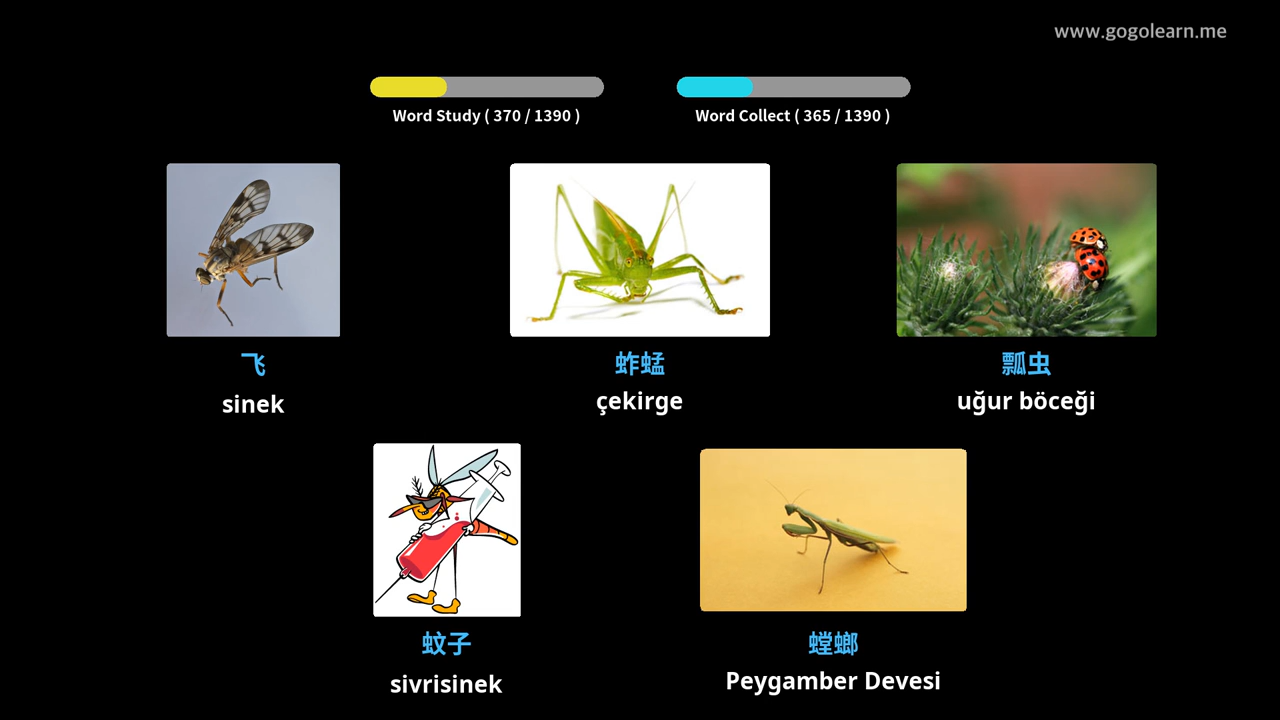 www.gogolearn.me
Word Study ( 370 / 1390 )
Word Collect ( 365 / 1390 )
飞
sinek
蚱蜢
çekirge
瓢虫
uğur böceği
蚊子
sivrisinek
螳螂
Peygamber Devesi